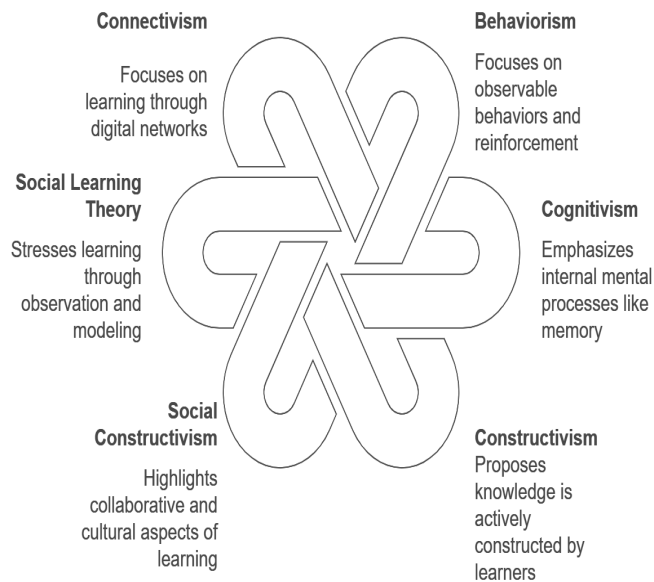 Connectivism
Focuses on
learning through
digital networks
Behaviorism
Focuses on
observable
behaviors and
reinforcement
Social Learning
Theory
Stresses learning
through
observation and
modeling
Cognitivism
Emphasizes
internal mental
processes like
memory
Social
Constructivism
Highlights
collaborative and
cultural aspects of
learning
Constructivism
Proposes
knowledge is
actively
constructed by
learners